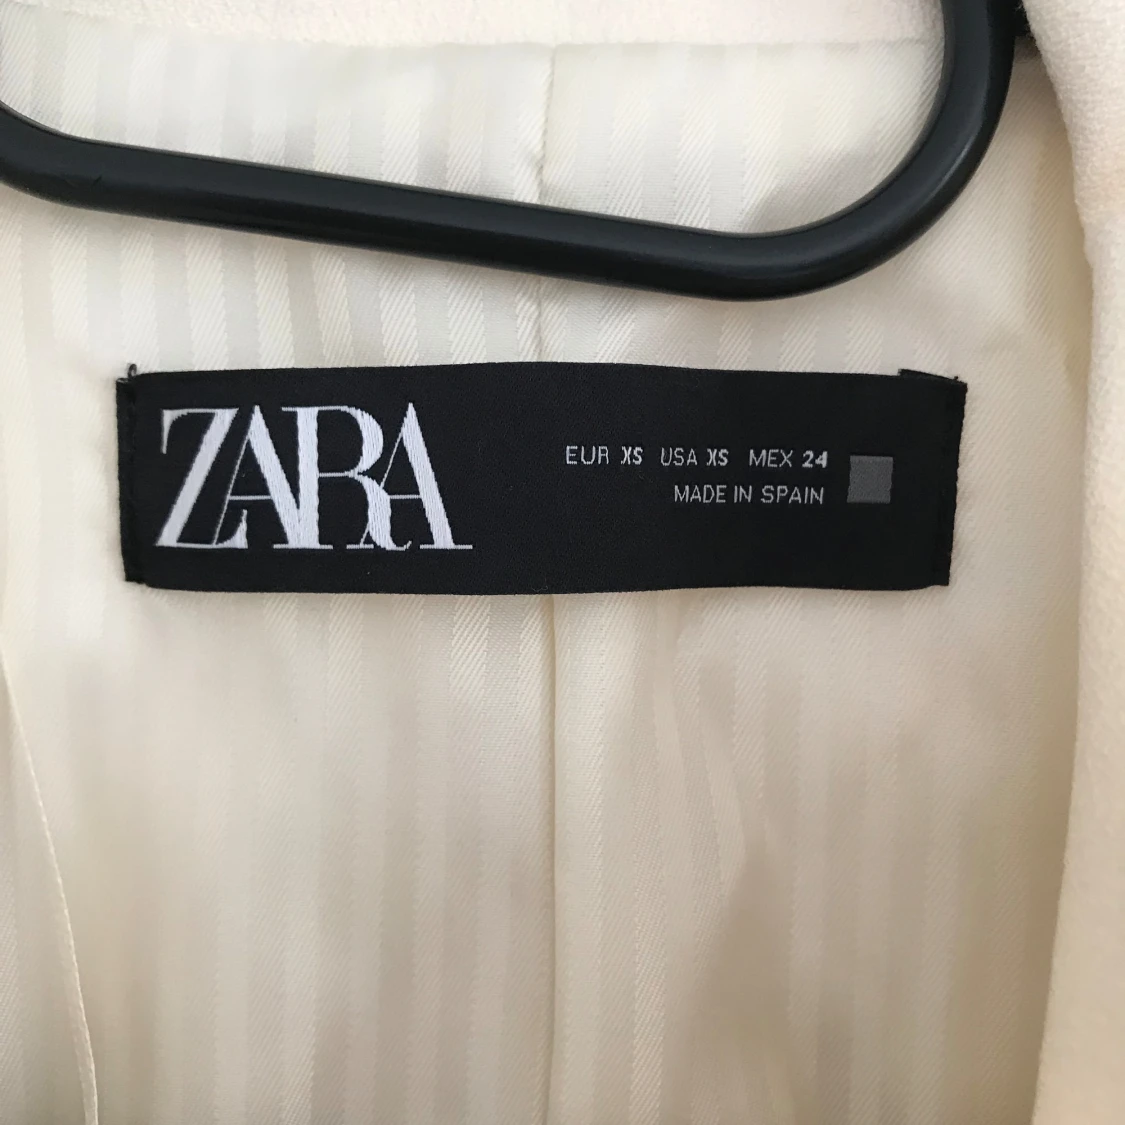 ZARA
EUR XS USA XS MEX 24
MADE IN SPAIN